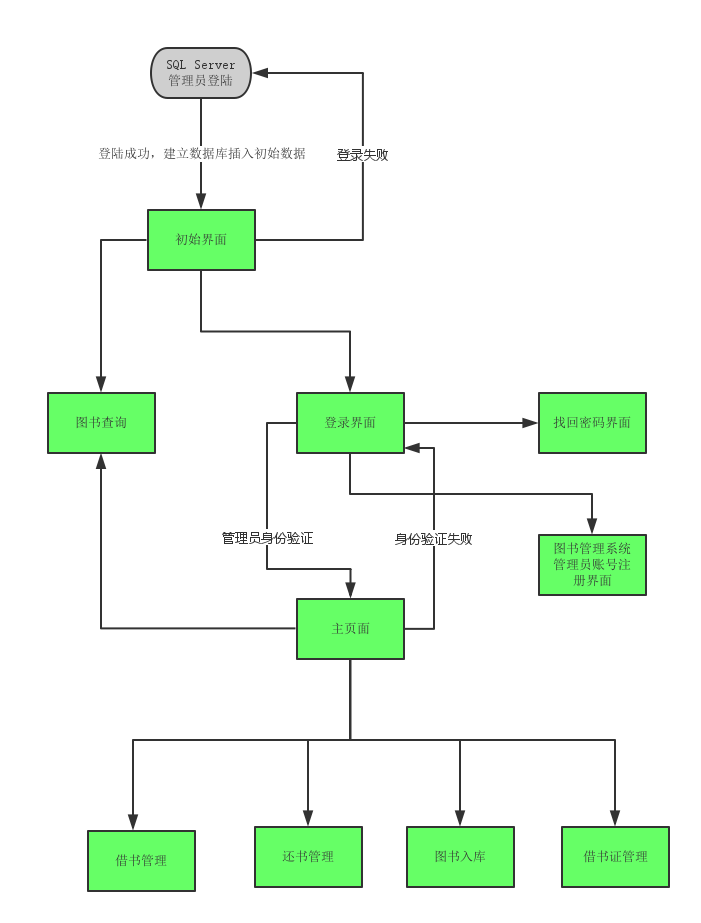 SQL Server
管理员登陆
登陆成功，建立数据库插入初始数据
登录失败
初始界面
图书查询
登录界面
找回密码界面
管理员身份验证
身份验证失败
图书管理系统
管理员账号注
册界面
主页面
借书管理
还书管理
图书入库
借书证管理